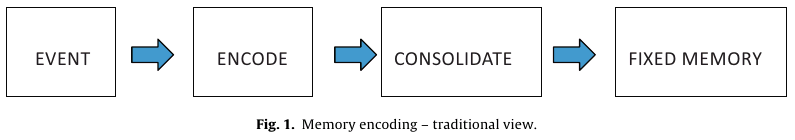 EVENT
ENCODE
CONSOLIDATE
FIXED MEMORY
Fig. 1. Memory encoding – traditional view.